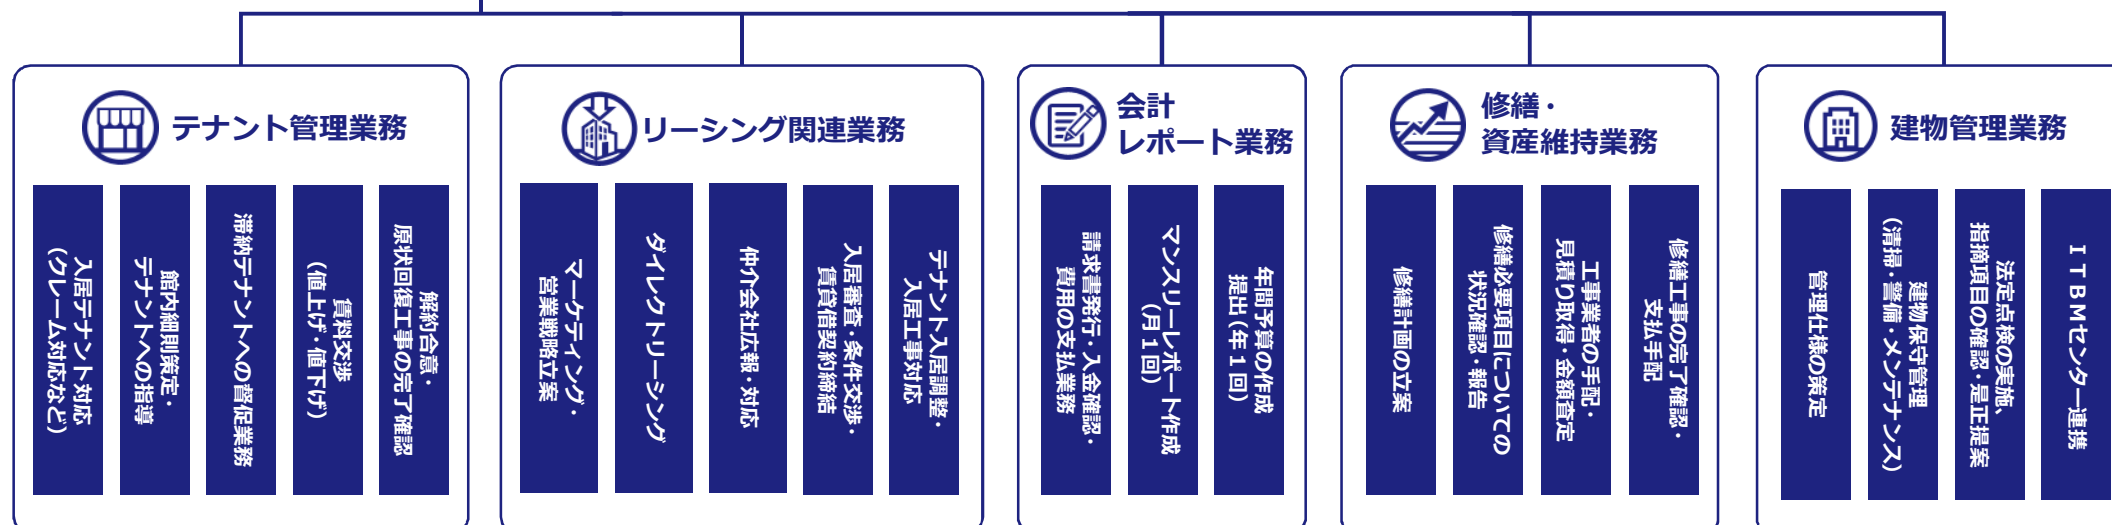 テナント管理業務
入居テナント対応
(クレーム対応など)
館内細則策定・
テナントへの指導
滞納テナントへの督促業務
賃料交渉
(値上げ・値下げ)
解約合意・
原状回復工事の完了確認
リーシング関連業務
マーケティング・
営業戦略立案
ダイレクトリーシング
仲介会社広報・対応
入居審査・条件交渉・
賃貸借契約締結
テナント入居調整・
入居工事対応
会計
レポート業務
請求書発行・入金確認・
費用の支払業務
マンスリーレポート作成
(月１回)
年間予算の作成
提出(年１回)
修繕・
資産維持業務
修繕計画の立案
修繕必要項目についての
状況確認・報告
工事業者の手配・
見積り取得・金額査定
修繕工事の完了確認・
支払手配
建物管理業務
管理仕様の策定
建物保守管理
(清掃・警備・メンテナンス)
法定点検の実施、
指摘項目の確認・是正提案
ＩＴＢＭセンター連携